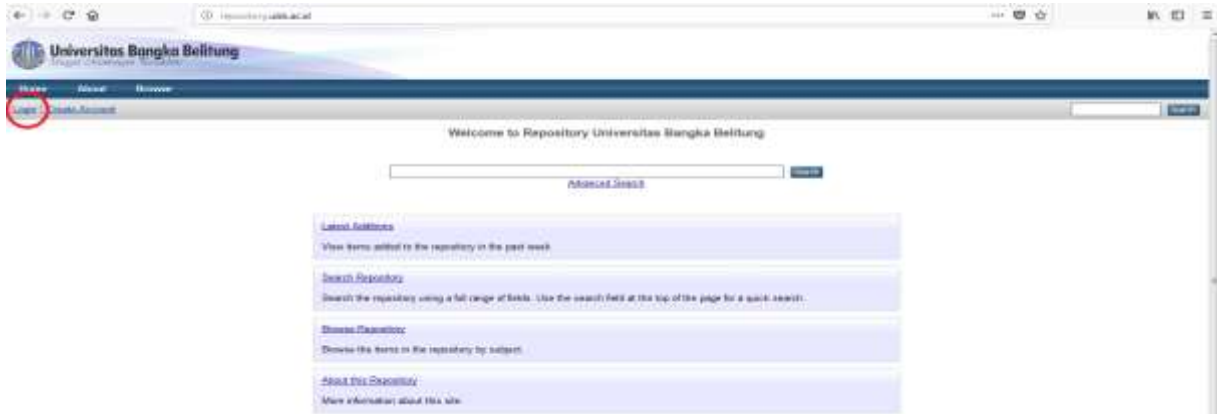 repository.ubb.ac.id
Universitas Bangka Belitung
Home About Browse
Login Create Account
Search
Welcome to Repository Universitas Bangka Belitung
Search
Advanced Search
Latest Additions
View items added to the repository in the past week.
Search Repository
Search the repository using a full range of fields. Use the search field at the top of the page for a quick search.
Browse Repository
Browse the items in the repository by subject.
About this Repository
More information about this site.